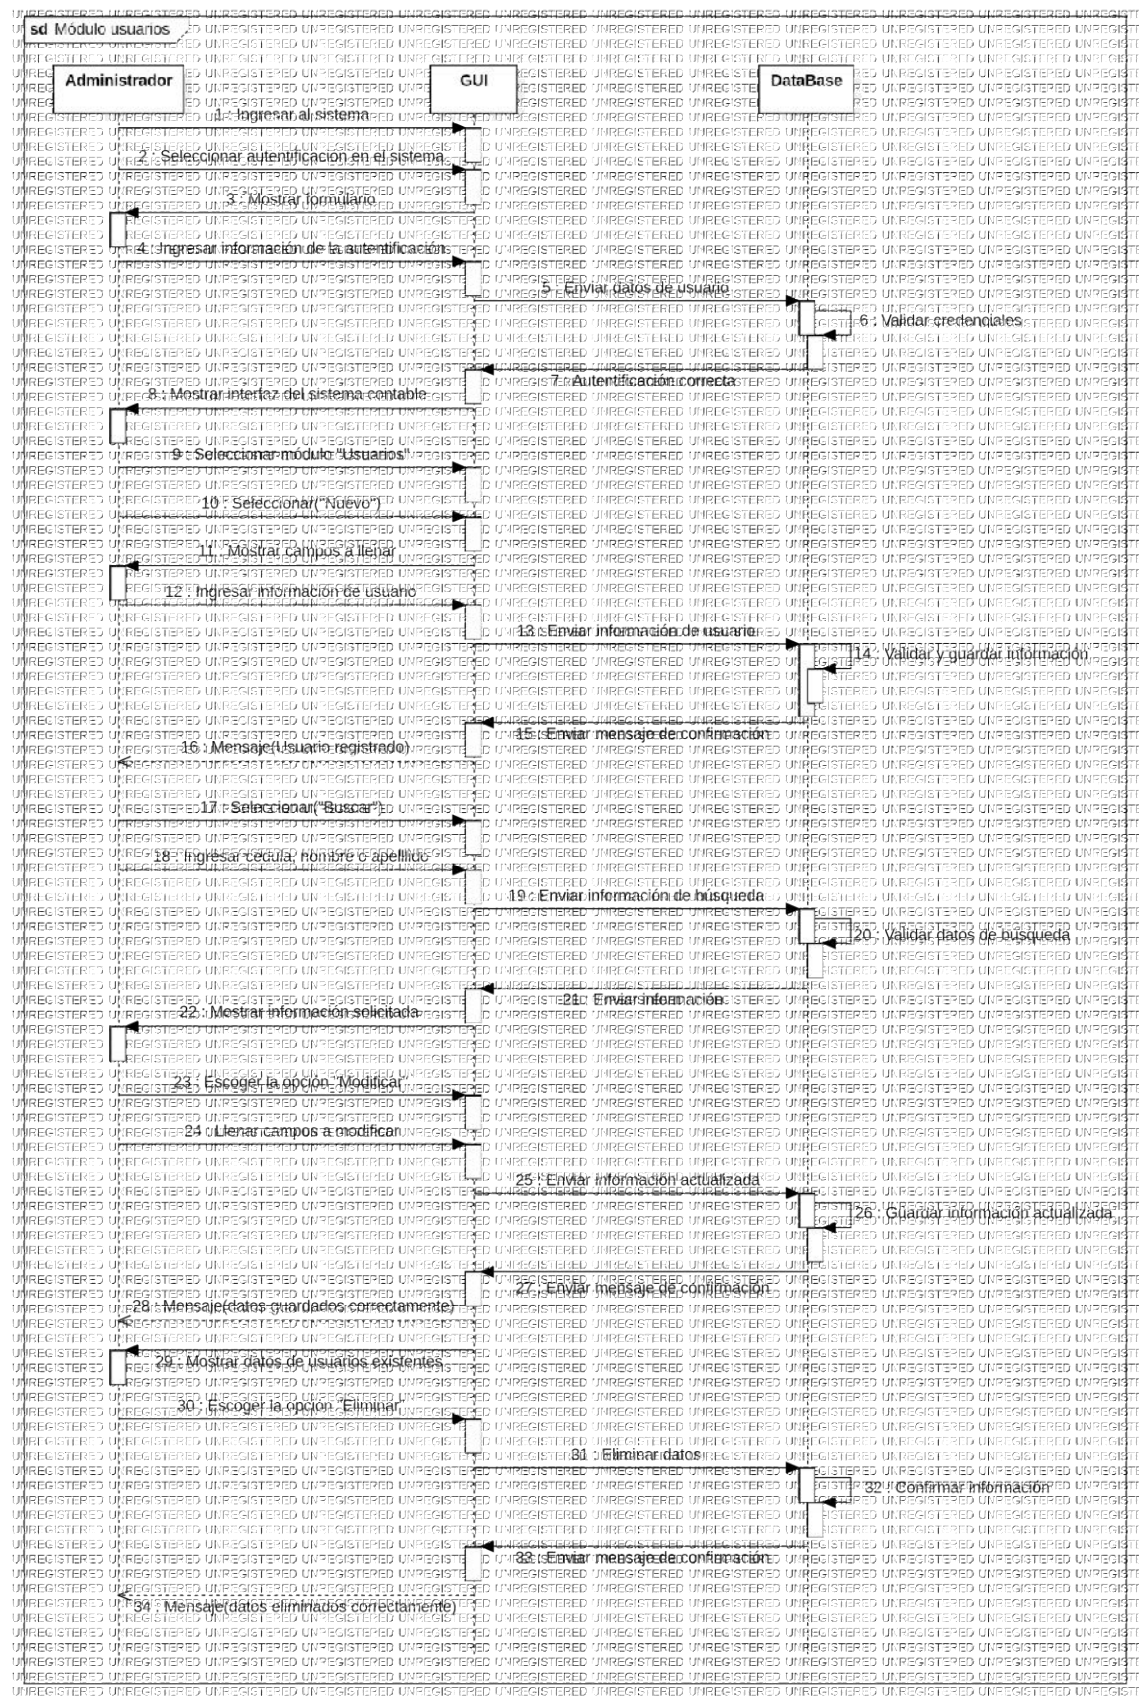 sd Módulo usuarios
Administrador
GUI
DataBase
1 : Ingresar al sistema
2 : Seleccionar autentificación en el sistema
3 : Mostrar formulario
4 : Ingresar información de la autentificación
5 : Enviar datos de usuario
6 : Validar credenciales
7 : Autentificación correcta
8 : Mostrar interfaz del sistema contable
9 : Seleccionar módulo "Usuarios"
10 : Seleccionar("Nuevo")
11 : Mostrar campos a llenar
12 : Ingresar información de usuario
13 : Enviar información de usuario
14 : Validar y guardar información
15 : Enviar mensaje de confirmación
16 : Mensaje(Usuario registrado)
17 : Seleccionar("Buscar")
18 : Ingresar cedula, nombre o apelllido
19 : Enviar información de búsqueda
20 : Validar datos de búsqueda
21 : Enviar información
22 : Mostrar información solicitada
23 : Escoger la opción "Modificar"
24 : Llenar campos a modificar
25 : Enviar información actualizada
26 : Guardar información actualizada
27 : Enviar mensaje de confirmación
28 : Mensaje(datos guardados correctamente)
29 : Mostrar datos de usuarios existentes
30 : Escoger la opción "Eliminar"
31 : Eliminar datos
32 : Confirmar información
33 : Enviar mensaje de confirmación
34 : Mensaje(datos eliminados correctamente)